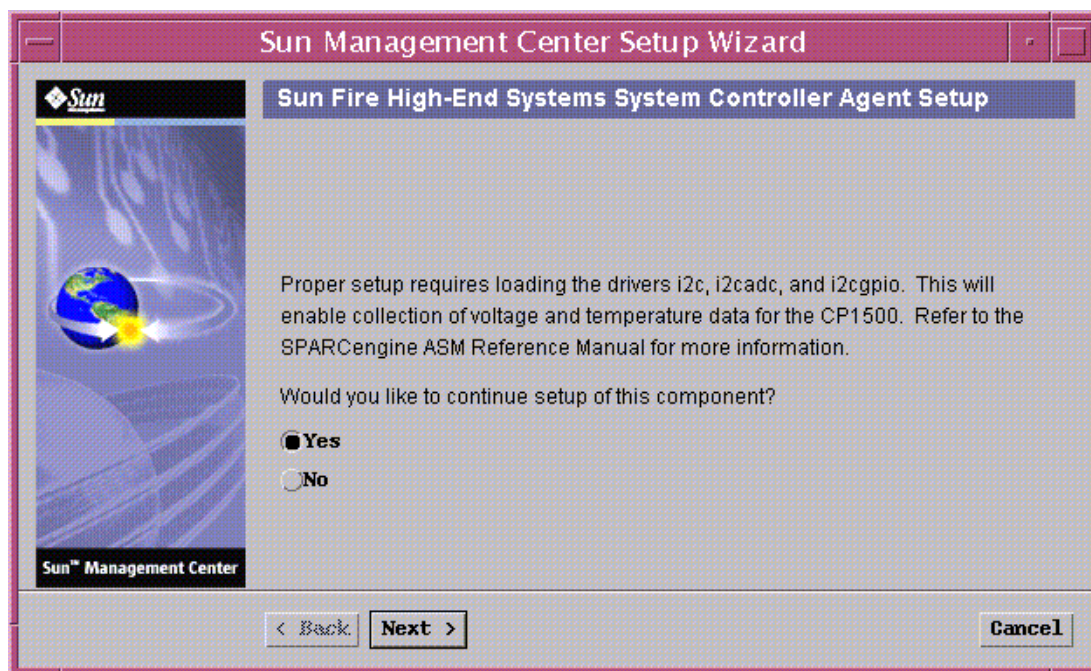 Sun Management Center Setup Wizard
Sun
Sun Fire High-End Systems System Controller Agent Setup
Proper setup requires loading the drivers i2c, i2cadc, and i2cgpio. This will
enable collection of voltage and temperature data for the CP1500. Refer to the
SPARCengine ASM Reference Manual for more information.
Would you like to continue setup of this component?
Yes
No
Sun™ Management Center
< Back
Next >
Cancel